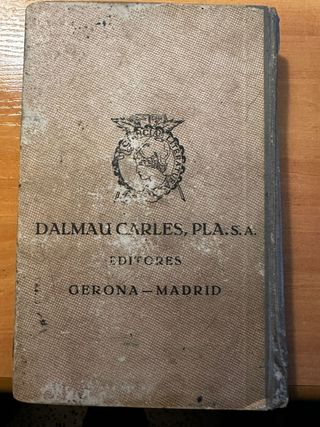 DALMAU CARLES, PLA. S. A.
EDITORES
GERONA — MADRID